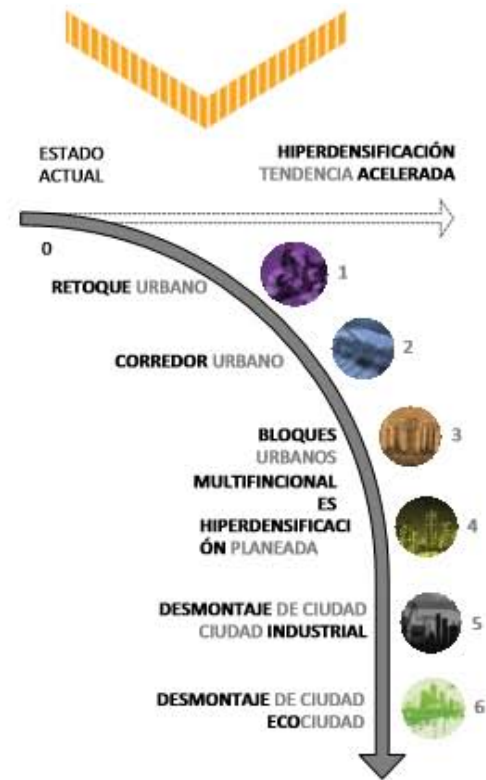 ESTADO
ACTUAL
HIPERDENSIFICACIÓN
TENDENCIA ACELERADA
0
RETOQUE URBANO
1
CORREDOR URBANO
2
BLOQUES
URBANOS
3
MULTIFINCIONAL
ES
HIPERDENSIFICACI
ÓN PLANEADA
4
DESMONTAJE DE CIUDAD
CIUDAD INDUSTRIAL
5
DESMONTAJE DE CIUDAD
ECOCIUDAD
6